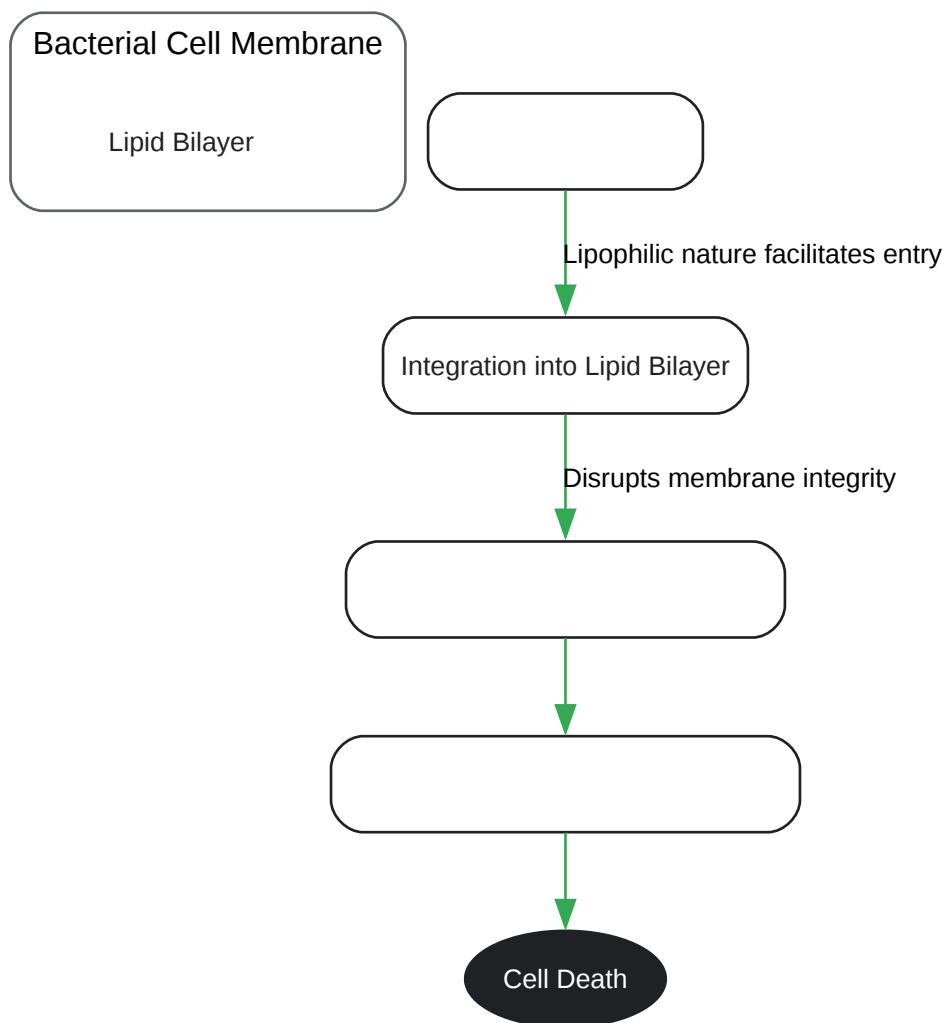 Bacterial Cell Membrane
Lipid Bilayer
Lipophilic nature facilitates entry
Integration into Lipid Bilayer
Disrupts membrane integrity
Cell Death